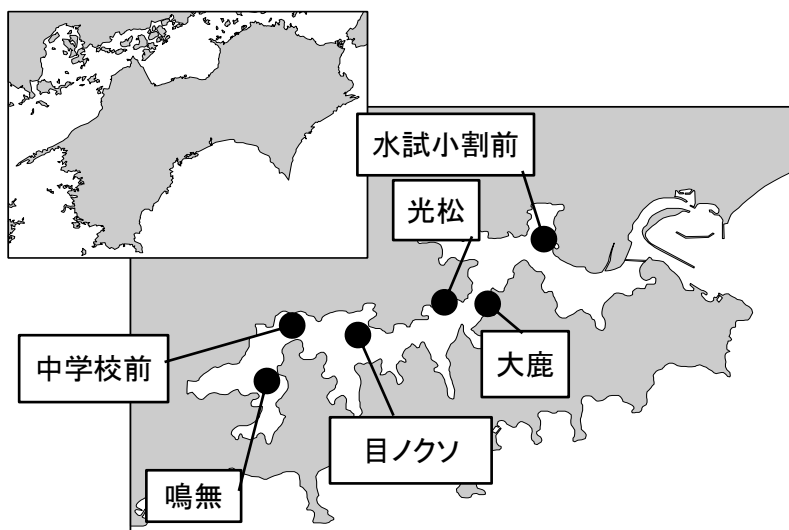 水試小割前
光松
大鹿
中学校前
目ノクソ
鳴無